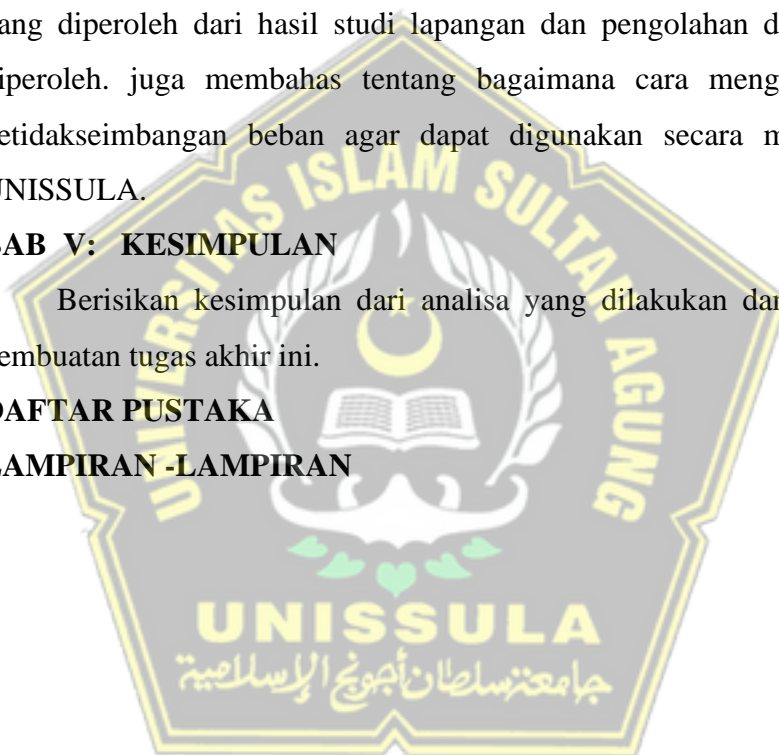 ang diperoleh dari hasil studi lapangan dan pengolahan d
iperoleh. juga membahas tentang bagaimana cara meng
etidakseimbangan beban agar dapat digunakan secara m
UNISSULA.
BAB V: KESIMPULAN
Berisikan kesimpulan dari analisa yang dilakukan dan
embuatan tugas akhir ini.
DAFTAR PUSTAKA
LAMPIRAN -LAMPIRAN
UNIVERSITAS ISLAM SULTAN AGUNG
UNISSULA
جامعة سلطان أجونج الإسلامية